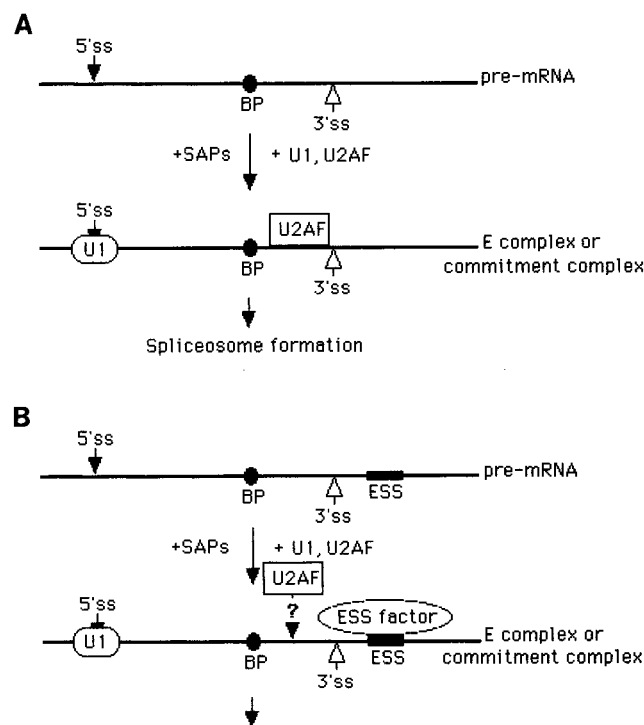 A
5'ss
pre-mRNA
BP
3'ss
+SAPs + U1, U2AF
5'ss
U2AF
U1
E complex or
commitment complex
BP
3'ss
Spliceosome formation
B
5'ss
pre-mRNA
BP
ESS
3'ss
+SAPs + U1, U2AF
U2AF
?
5'ss
ESS factor
U1
E complex or
commitment complex
BP
ESS
3'ss